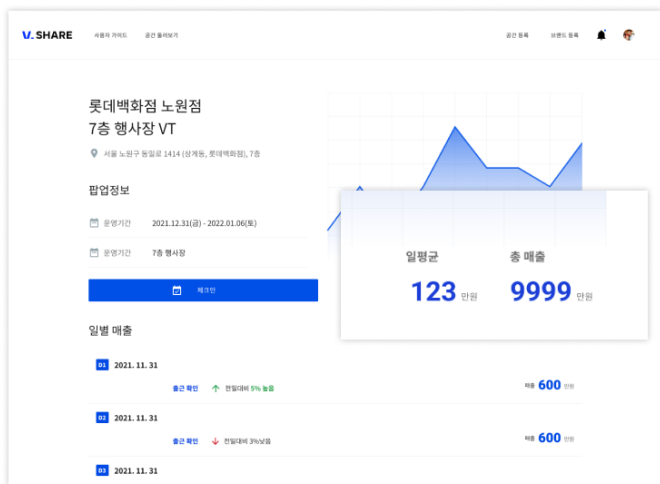 V. SHARE
사용자 가이드
공간 둘러보기
공간 등록
브랜드 등록
롯데백화점 노원점
7층 행사장 VT
서울 노원구 동일로 1414 (상계동, 롯데백화점), 7층
팝업정보
운영기간 2021.12.31(금) - 2022.01.06(토)
운영기간 7층 행사장
체크인
일평균
123 만원
총 매출
9999 만원
일별 매출
D1 2021. 11. 31
출근 확인 전일대비 5% 높음
매출 600 만원
D2 2021. 11. 31
출근 확인 전일대비 3%낮음
매출 600 만원
D3 2021. 11. 31